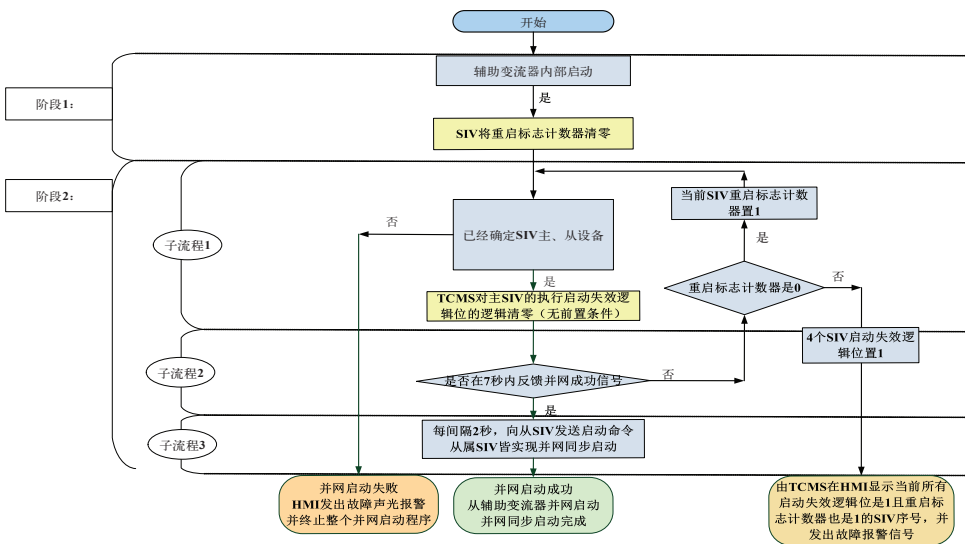 开始
辅助变流器内部启动
阶段1:
是
SIV将重启标志计数器清零
阶段2:
当前SIV重启标志计数
器置1
否
已经确定SIV主、从设备
是
子流程1
否
重启标志计数器是0
是
TCMS对主SIV的执行启动失效逻
辑位的逻辑清零（无前置条件）
4个SIV启动失效逻
辑位置1
子流程2
是否在7秒内反馈并网成功信号
否
是
子流程3
每间隔2秒，向从SIV发送启动命令
从属SIV皆实现并网同步启动
并网启动失败
HMI发出故障声光报警
并终止整个并网启动程序
并网启动成功
从辅助变流器并网启动
并网同步启动完成
由TCMS在HMI显示当前所有
启动失效逻辑位是1且重启标
志计数器也是1的SIV序号，并
发出故障报警信号